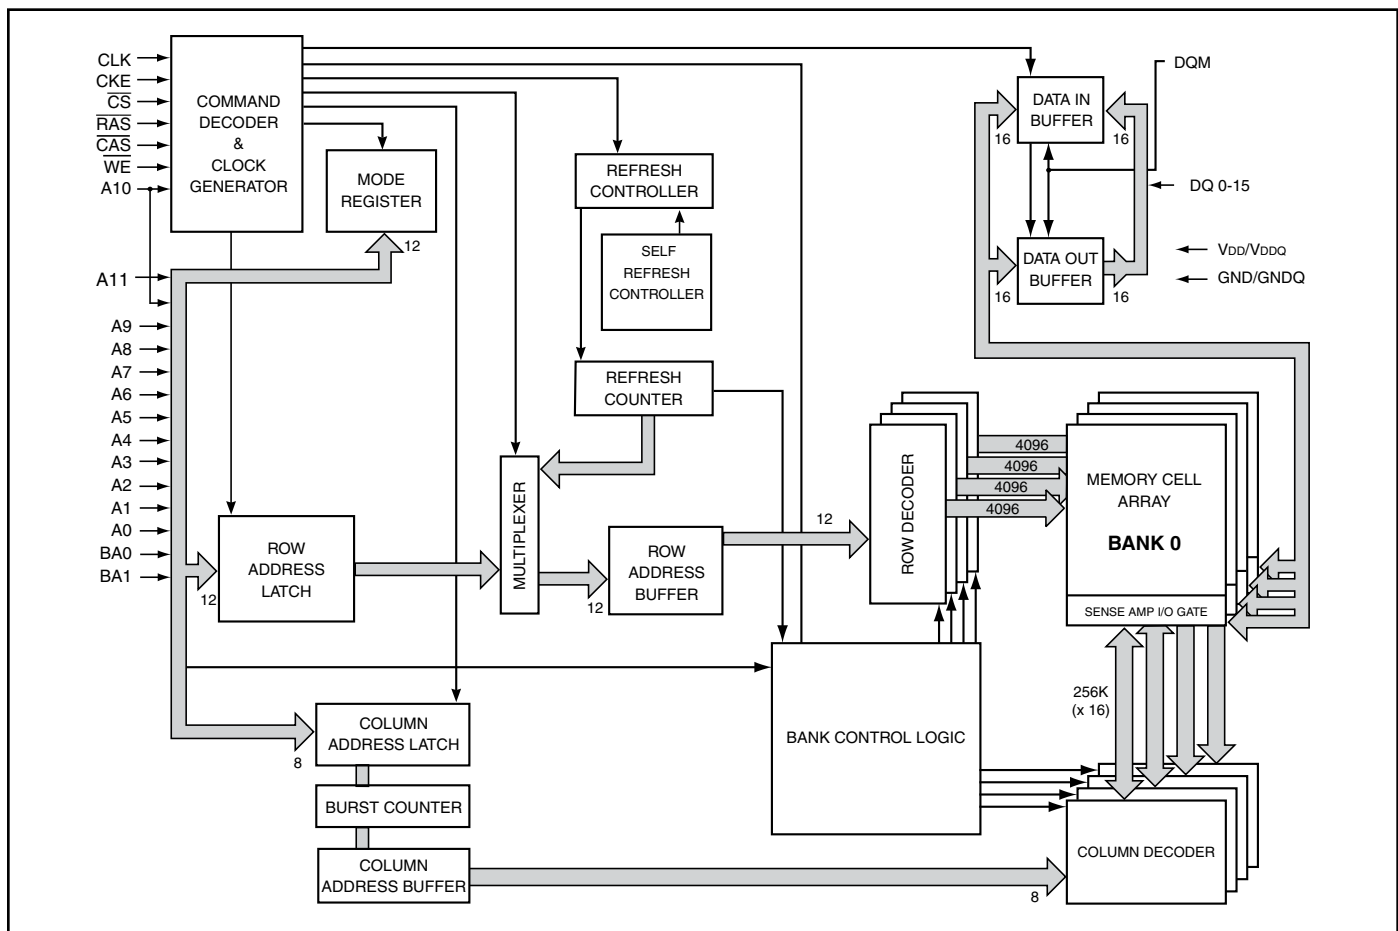 CLK
CKE
CS
RAS
CAS
WE
A10
A11
A9
A8
A7
A6
A5
A4
A3
A2
A1
A0
BA0
BA1
COMMAND
DECODER
&
CLOCK
GENERATOR
MODE
REGISTER
12
REFRESH
CONTROLLER
SELF
REFRESH
CONTROLLER
REFRESH
COUNTER
DATA IN
BUFFER
16
16
DQM
DQ 0-15
VDD/VDDQ
GND/GNDQ
DATA OUT
BUFFER
16
16
ROW
ADDRESS
LATCH
12
MULTIPLEXER
ROW
ADDRESS
BUFFER
12
12
ROW DECODER
4096
4096
4096
4096
MEMORY CELL
ARRAY
BANK 0
SENSE AMP I/O GATE
256K
(x 16)
COLUMN
ADDRESS LATCH
8
BURST COUNTER
COLUMN
ADDRESS BUFFER
BANK CONTROL LOGIC
COLUMN DECODER
8